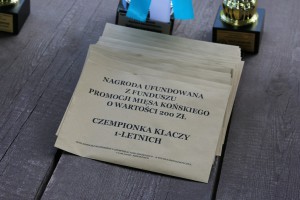 NAGRODA UFUNDOWANA
Z FUNDUSZU
PROMOCJI MIĘSA KOŃSKIEGO
O WARTOŚCI 200 ZŁ
CZEMPIONKA KLACZY
1-LETNICH